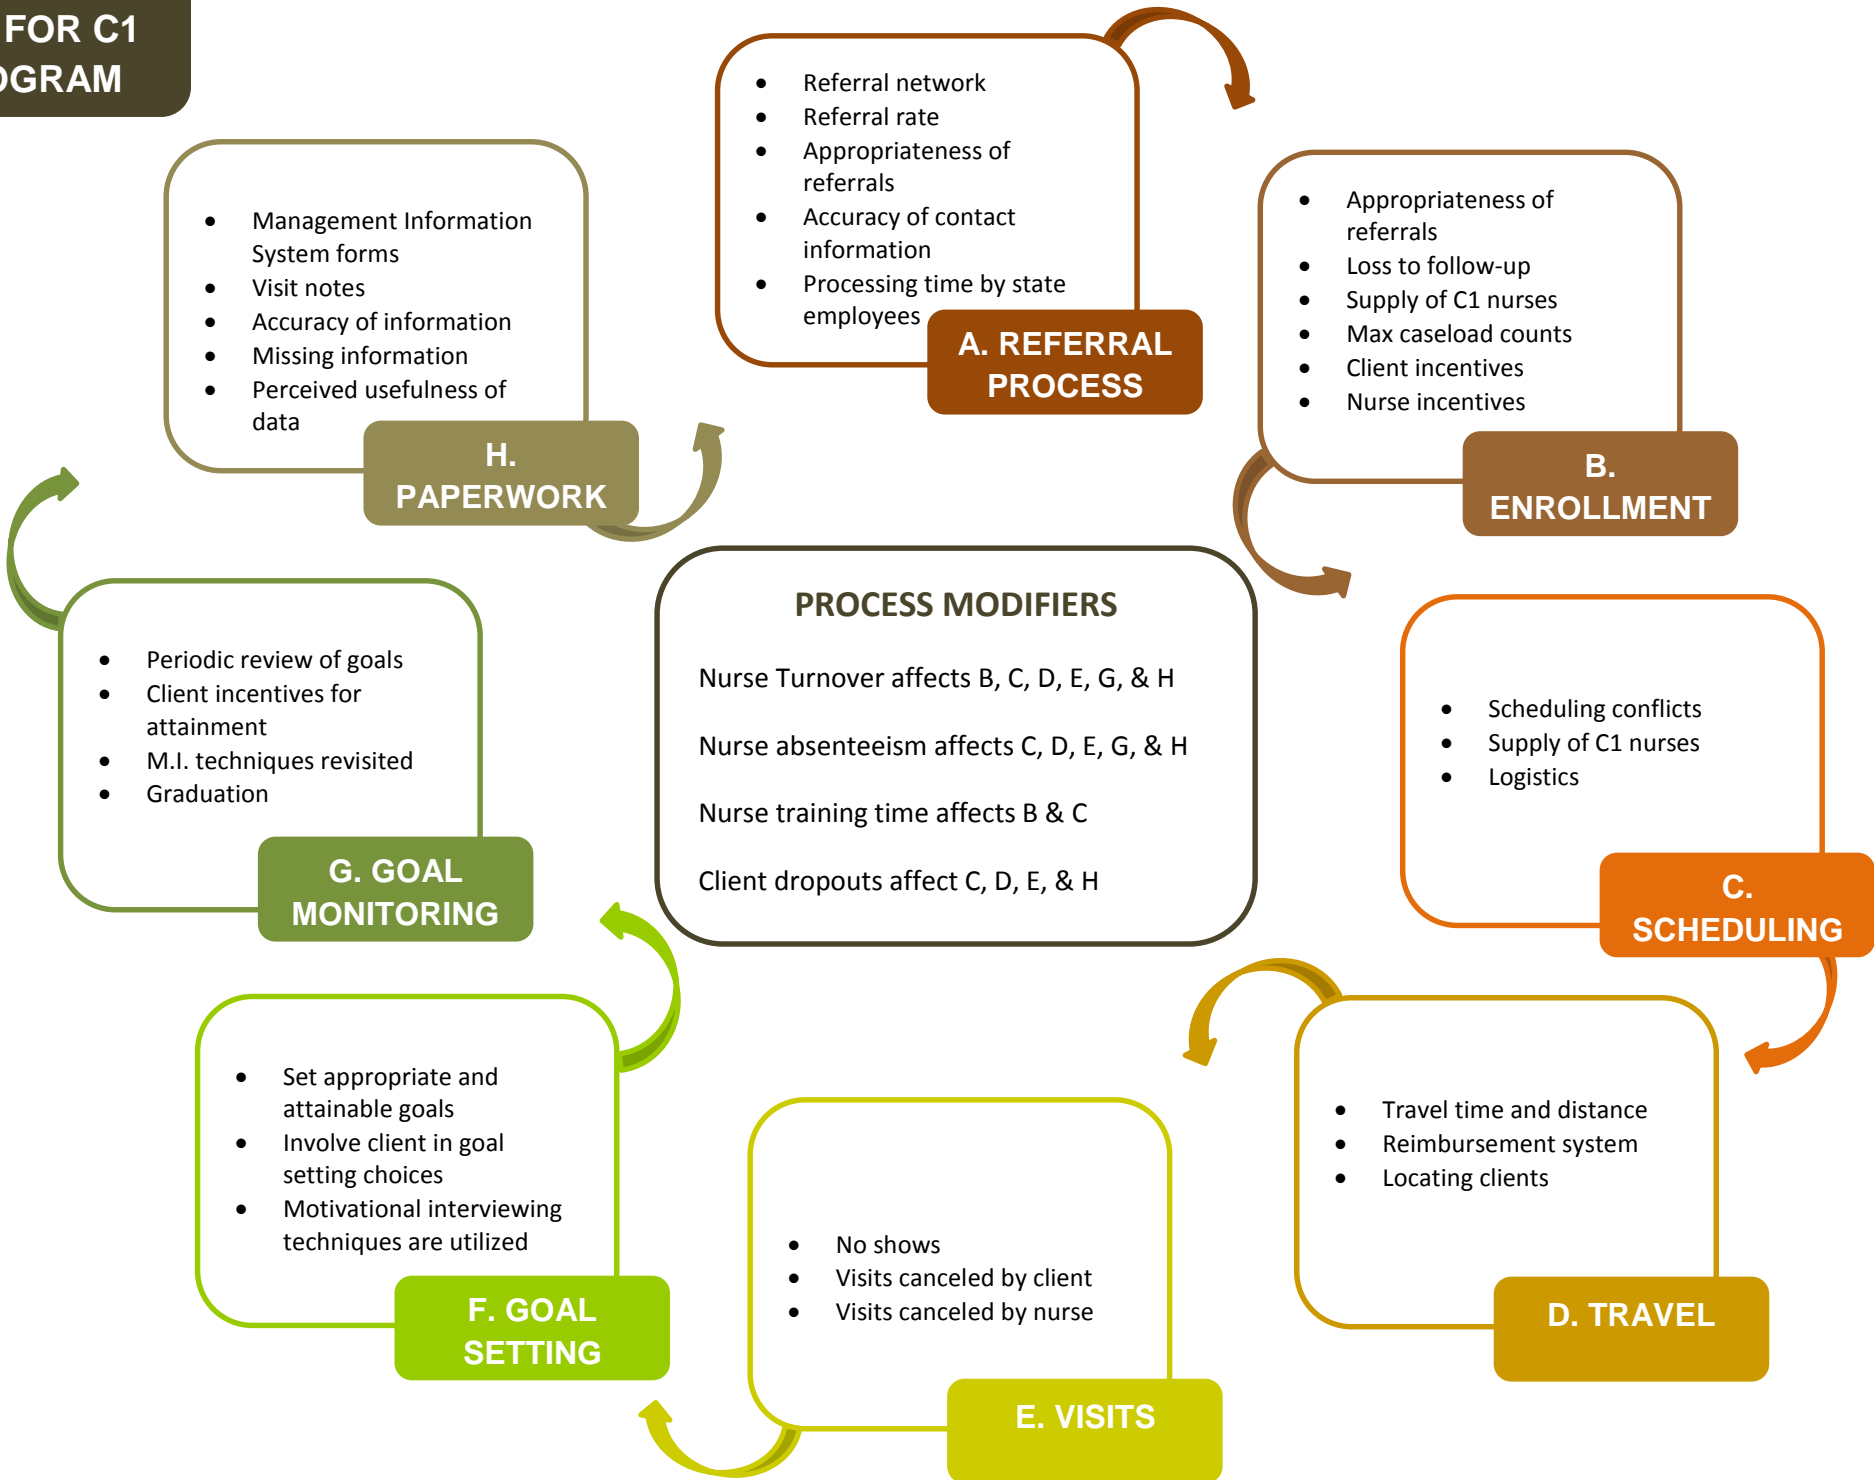 FOR C1
OGRAM
• Referral network
• Referral rate
• Appropriateness of
referrals
• Accuracy of contact
information
• Processing time by state
employees
A. REFERRAL
PROCESS
• Appropriateness of
referrals
• Loss to follow-up
• Supply of C1 nurses
• Max caseload counts
• Client incentives
• Nurse incentives
B.
ENROLLMENT
• Scheduling conflicts
• Supply of C1 nurses
• Logistics
C.
SCHEDULING
• Travel time and distance
• Reimbursement system
• Locating clients
D. TRAVEL
• No shows
• Visits canceled by client
• Visits canceled by nurse
E. VISITS
• Set appropriate and
attainable goals
• Involve client in goal
setting choices
• Motivational interviewing
techniques are utilized
F. GOAL
SETTING
• Periodic review of goals
• Client incentives for
attainment
• M.I. techniques revisited
• Graduation
G. GOAL
MONITORING
• Management Information
System forms
• Visit notes
• Accuracy of information
• Missing information
• Perceived usefulness of
data
H.
PAPERWORK
PROCESS MODIFIERS
Nurse Turnover affects B, C, D, E, G, & H
Nurse absenteeism affects C, D, E, G, & H
Nurse training time affects B & C
Client dropouts affect C, D, E, & H